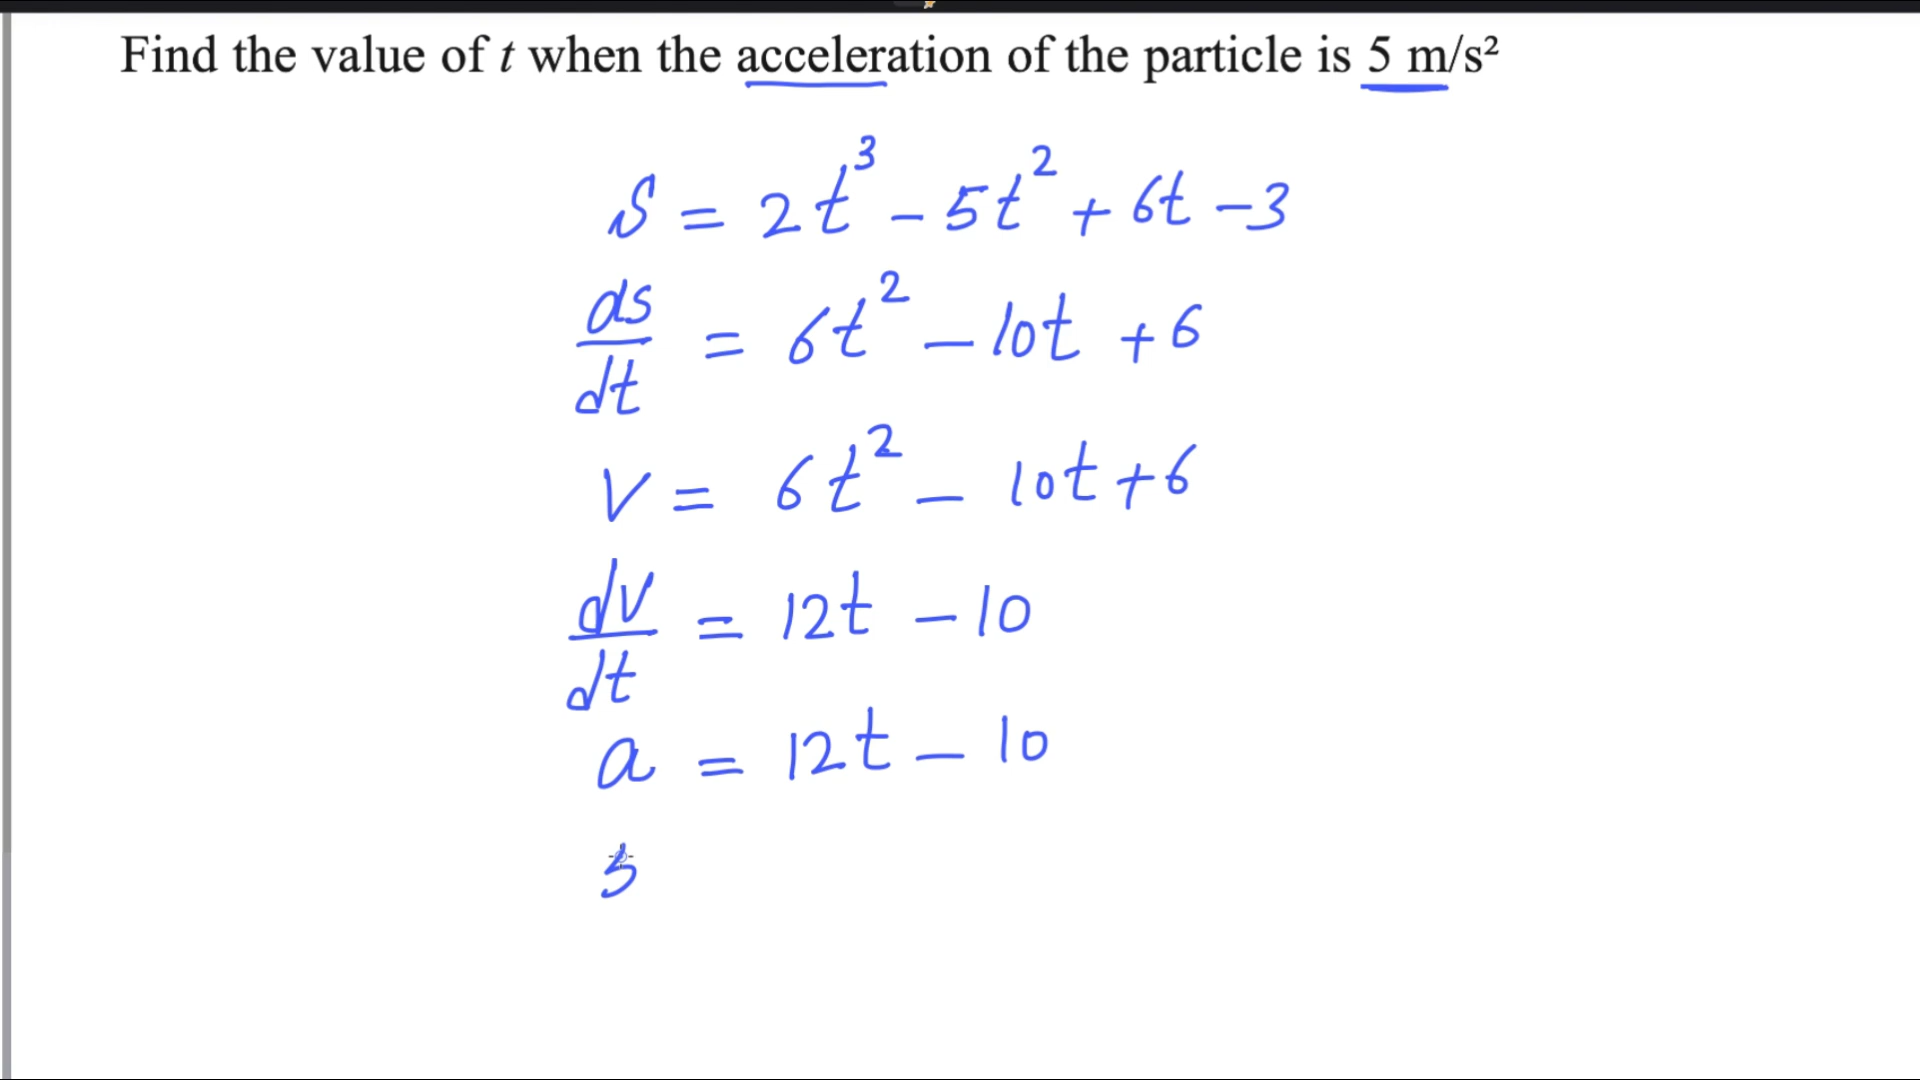 Find the value of t when the acceleration of the particle is 5 m/s²
s = 2t³ - 5t² + 6t - 3
ds/dt = 6t² - 10t + 6
v = 6t² - 10t + 6
dv/dt = 12t - 10
a = 12t - 10
5